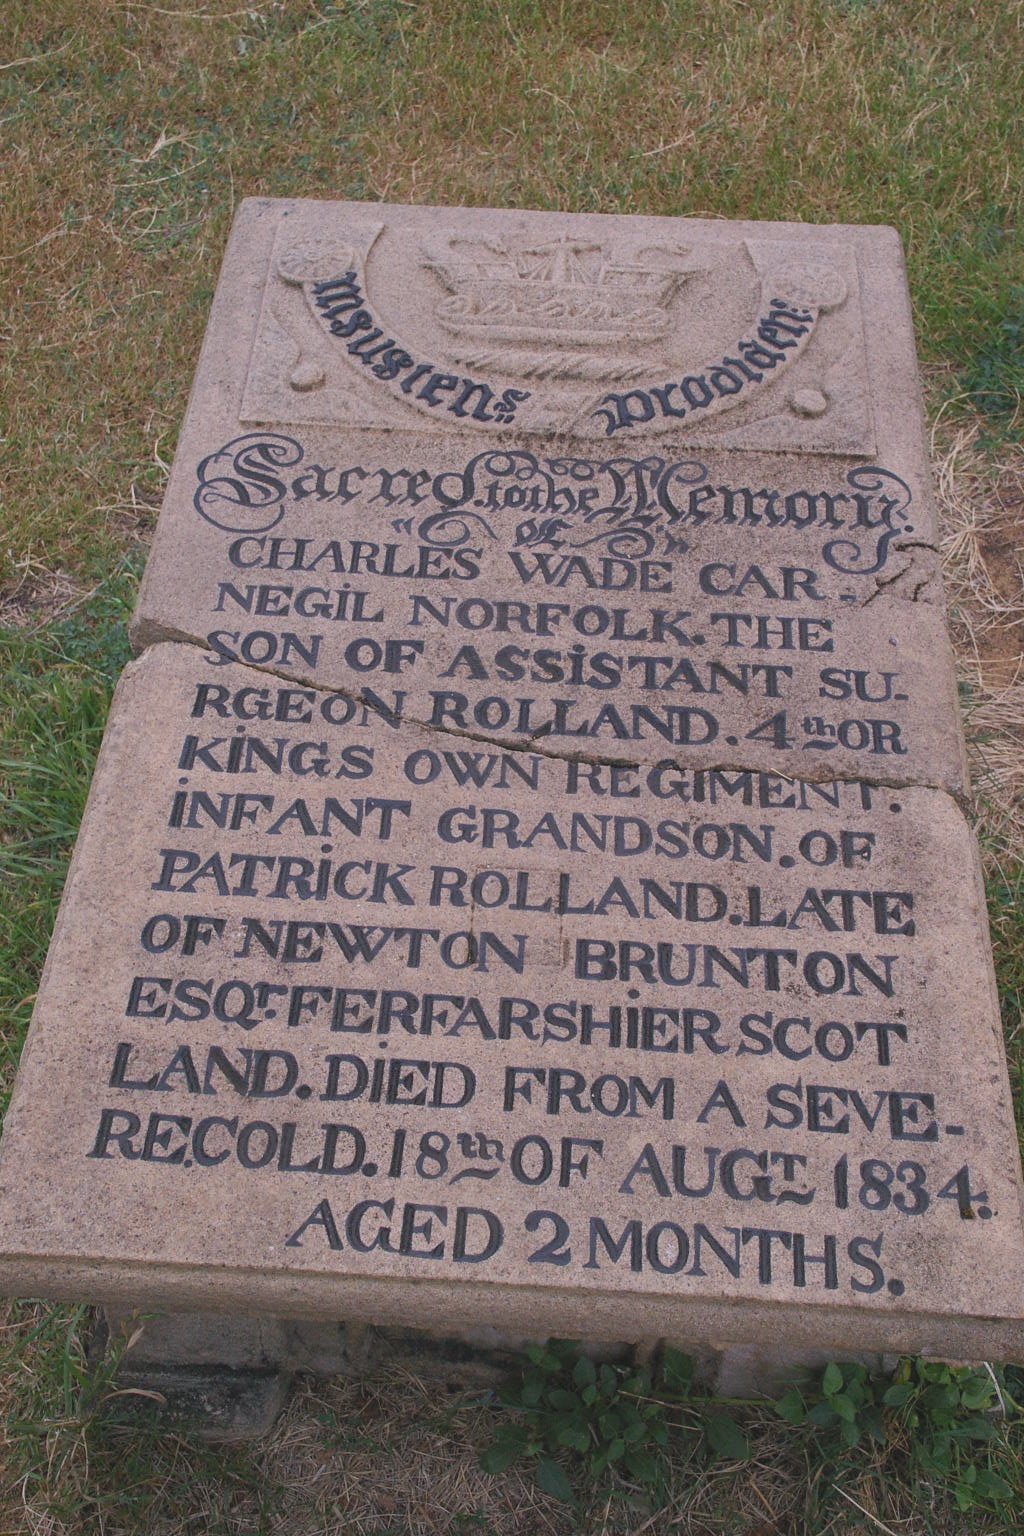 Sacred to the Memory
OF
CHARLES WADE CAR-
NEGIL NORFOLK. THE
SON OF ASSISTANT SU-
RGEON ROLLAND. 4th OR
KINGS OWN REGIMENT.
INFANT GRANDSON. OF
PATRICK ROLLAND. LATE
OF NEWTON BRUNTON
ESQr. FERFARSHIER SCOT
LAND. DIED FROM A SEVE-
RE.COLD. 18th OF AUGT. 1834.
AGED 2 MONTHS.